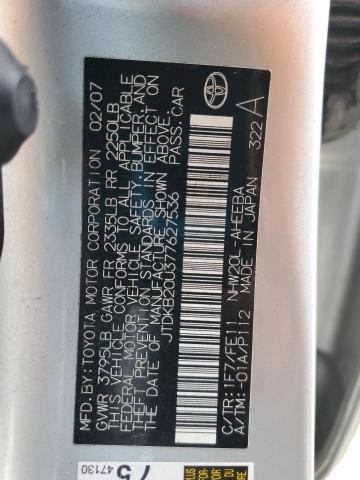 MFD.BY:TOYOTA MOTOR CORPORATION 02/07
GVWR 3795LB GAWR FR 2335LB RR 2250LB
THIS VEHICLE CONFORMS TO ALL APPLICABLE
FEDERAL MOTOR VEHICLE SAFETY, BUMPER, AND
THEFT PREVENTION STANDARDS IN EFFECT ON
THE DATE OF MANUFACTURE SHOWN ABOVE.
JTDKB20U377627536 PASS.CAR
C/TR:1F7/FE11 NHW20L-AHEEBA
A/TM:-01A/P112 MADE IN JAPAN 322 A
TOYOTA
75
47130